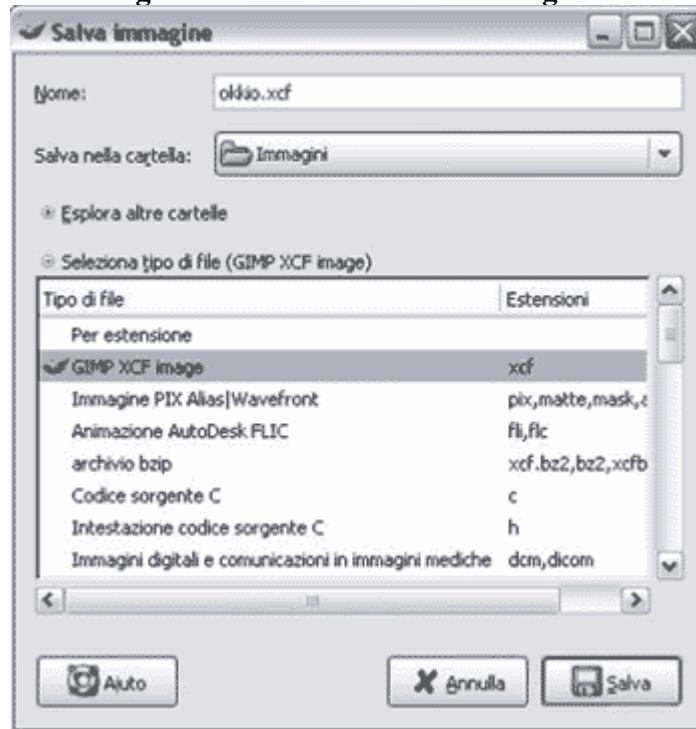 Salva immagine
Nome: okkio.xcf
Salva nella cartella: Immagini
Esplora altre cartelle
Seleziona tipo di file (GIMP XCF image)
Tipo di file Estensioni
Per estensione
GIMP XCF image xcf
Immagine PIX Alias|Wavefront pix,matte,mask,
Animazione AutoDesk FLIC fli,flc
archivio bzip xcf.bz2,bz2,xcfb
Codice sorgente C c
Intestazione codice sorgente C h
Immagini digitali e comunicazioni in immagini mediche dcm,dicom
Aiuto Annulla Salva